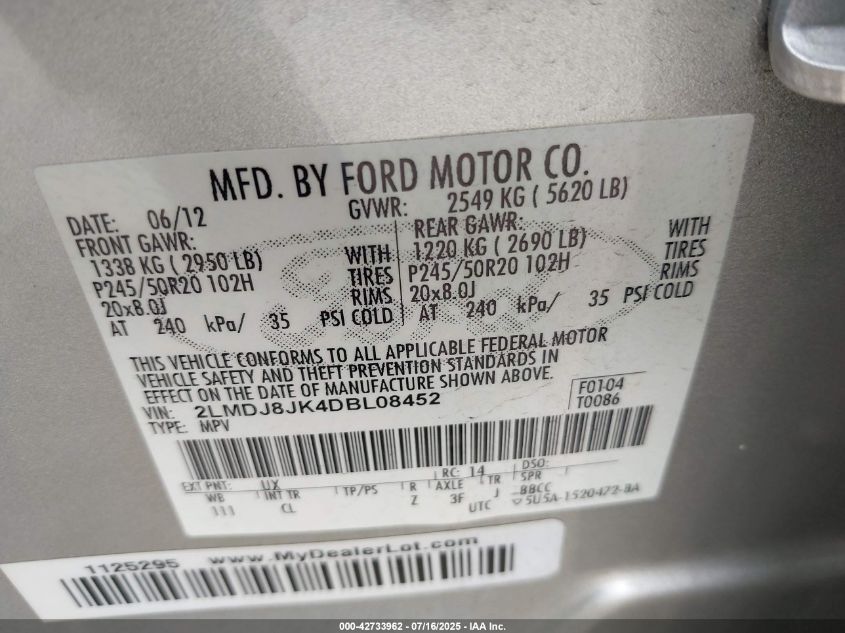 MFD. BY FORD MOTOR CO.
DATE: 06/12 GVWR: 2549 KG ( 5620 LB)
FRONT GAWR: REAR GAWR:
1338 KG ( 2950 LB) WITH 1220 KG ( 2690 LB) WITH
P245/50R20 102H TIRES P245/50R20 102H TIRES
20x8.0J RIMS 20x8.0J RIMS
AT 240 kPa/ 35 PSI COLD AT 240 kPa/ 35 PSI COLD
THIS VEHICLE CONFORMS TO ALL APPLICABLE FEDERAL MOTOR
VEHICLE SAFETY AND THEFT PREVENTION STANDARDS IN
EFFECT ON THE DATE OF MANUFACTURE SHOWN ABOVE.
VIN: 2LMDJ8JK4DBL08452 F0104
TYPE: MPV T0086
EXT PNT: UX RC: 14 DSO:
WB INT TR TP/PS R AXLE TR SPR
111 CL Z 3F J BBCC
UTC 5U5A-1520472-BA
1125295 www.MyDealerLot.com
000-42733962 - 07/16/2025 - IAA Inc.